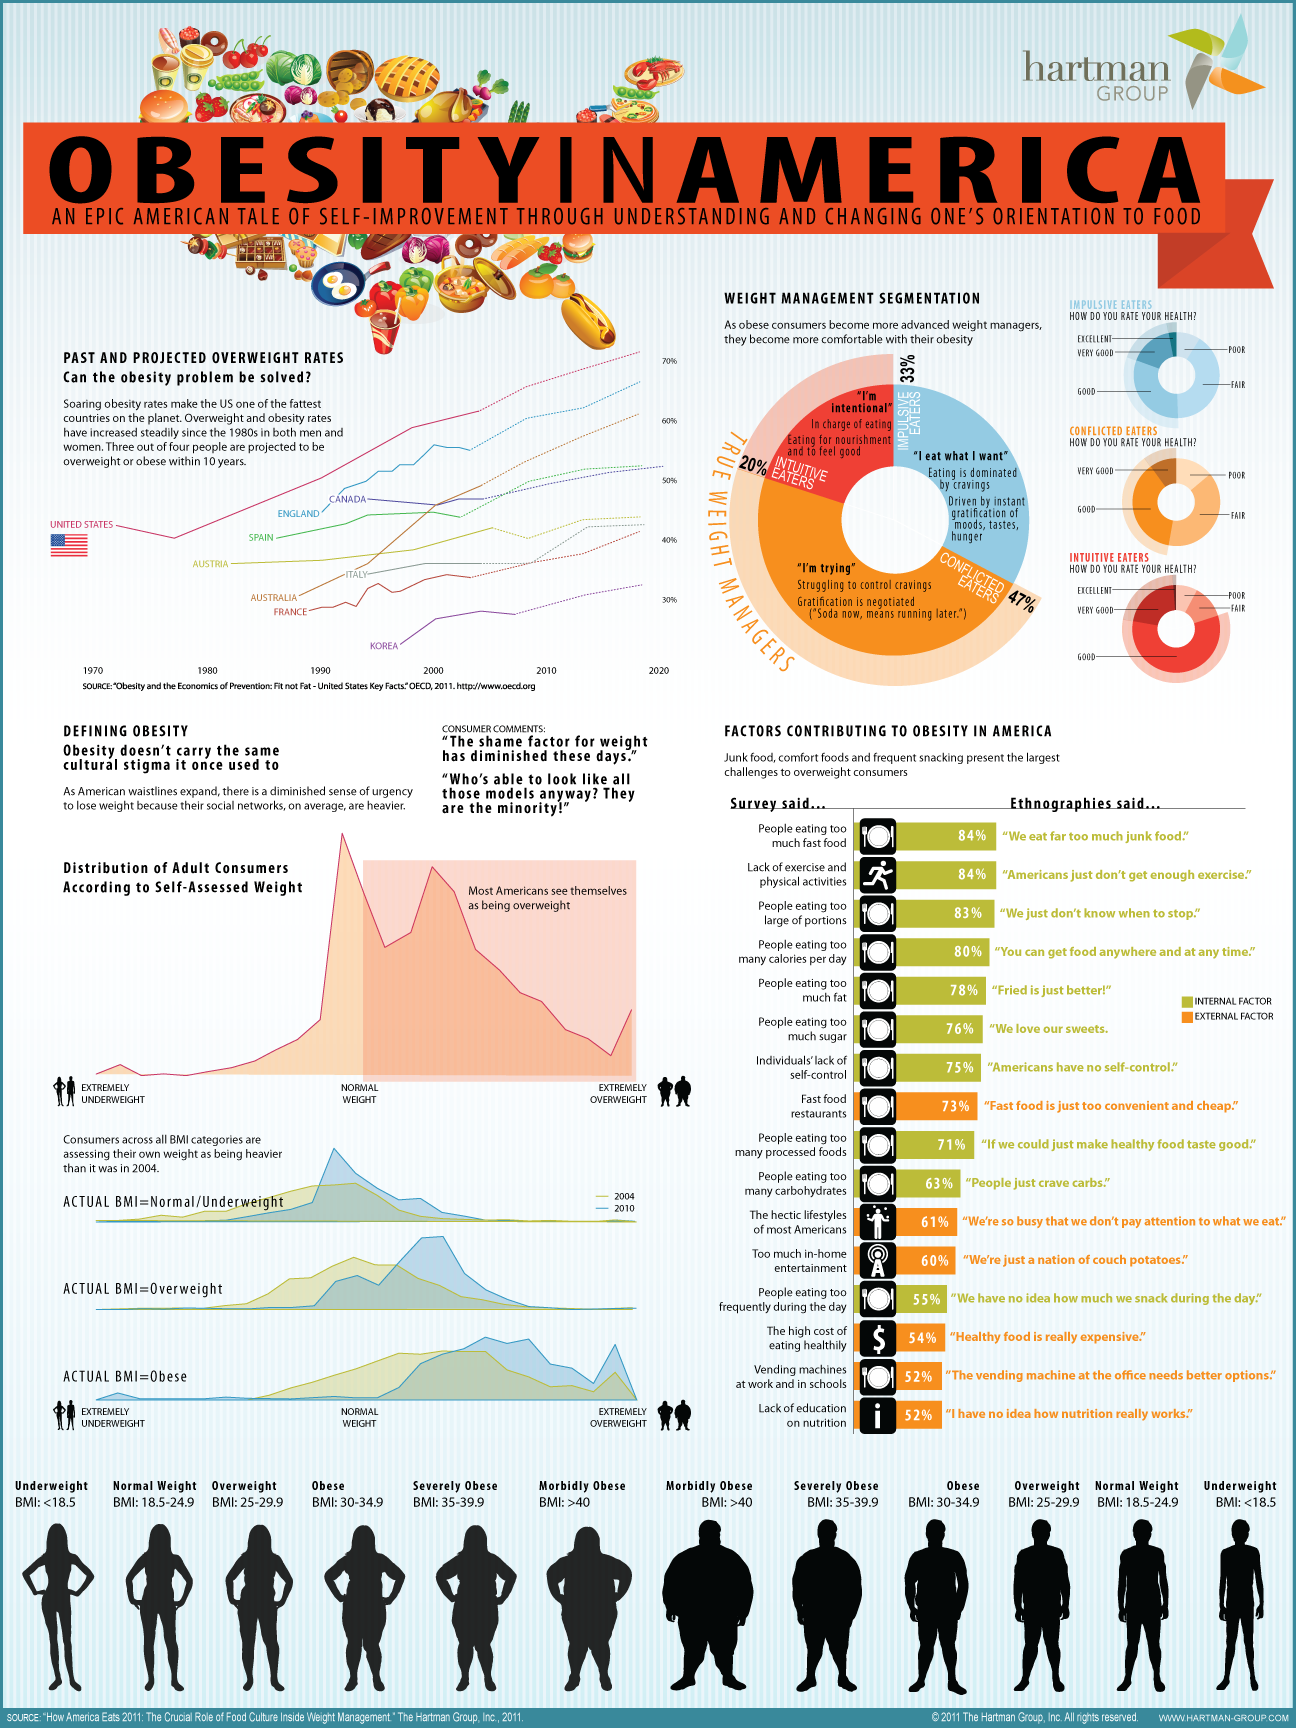 hartman
GROUP
OBESITY IN AMERICA
AN EPIC AMERICAN TALE OF SELF-IMPROVEMENT THROUGH UNDERSTANDING AND CHANGING ONE'S ORIENTATION TO FOOD
PAST AND PROJECTED OVERWEIGHT RATES
Can the obesity problem be solved?
Soaring obesity rates make the US one of the fattest
countries on the planet. Overweight and obesity rates
have increased steadily since the 1980s in both men and
women. Three out of four people are projected to be
overweight or obese within 10 years.
70%
60%
50%
40%
30%
UNITED STATES
CANADA
ENGLAND
SPAIN
AUSTRIA
ITALY
AUSTRALIA
FRANCE
KOREA
1970
1980
1990
2000
2010
2020
SOURCE: "Obesity and the Economics of Prevention: Fit not Fat - United States Key Facts." OECD, 2011. http://www.oecd.org
WEIGHT MANAGEMENT SEGMENTATION
As obese consumers become more advanced weight managers,
they become more comfortable with their obesity
33%
IMPULSIVE
EATERS
"I eat what I want"
Eating is dominated
by cravings
Driven by instant
gratification of
moods, tastes,
hunger
"I'm
intentional"
In charge of eating
Eating for nourishment
and to feel good
20%
INTUITIVE
EATERS
"I'm trying"
Struggling to control cravings
Gratification is negotiated
("Soda now, means running later.")
CONFLICTED
EATERS
47%
TRUE WEIGHT MANAGERS
IMPULSIVE EATERS
HOW DO YOU RATE YOUR HEALTH?
EXCELLENT
VERY GOOD
GOOD
POOR
FAIR
CONFLICTED EATERS
HOW DO YOU RATE YOUR HEALTH?
VERY GOOD
GOOD
POOR
FAIR
INTUITIVE EATERS
HOW DO YOU RATE YOUR HEALTH?
EXCELLENT
VERY GOOD
GOOD
POOR
FAIR
DEFINING OBESITY
Obesity doesn't carry the same
cultural stigma it once used to
As American waistlines expand, there is a diminished sense of urgency
to lose weight because their social networks, on average, are heavier.
CONSUMER COMMENTS:
"The shame factor for weight
has diminished these days."
"Who's able to look like all
those models anyway? They
are the minority!"
Distribution of Adult Consumers
According to Self-Assessed Weight
Most Americans see themselves
as being overweight
EXTREMELY
UNDERWEIGHT
NORMAL
WEIGHT
EXTREMELY
OVERWEIGHT
Consumers across all BMI categories are
assessing their own weight as being heavier
than it was in 2004.
ACTUAL BMI=Normal/Underweight
2004
2010
ACTUAL BMI=Overweight
ACTUAL BMI=Obese
EXTREMELY
UNDERWEIGHT
NORMAL
WEIGHT
EXTREMELY
OVERWEIGHT
FACTORS CONTRIBUTING TO OBESITY IN AMERICA
Junk food, comfort foods and frequent snacking present the largest
challenges to overweight consumers
Survey said...
Ethnographies said...
People eating too
much fast food
84%
"We eat far too much junk food."
Lack of exercise and
physical activities
84%
"Americans just don't get enough exercise."
People eating too
large of portions
83%
"We just don't know when to stop."
People eating too
many calories per day
80%
"You can get food anywhere and at any time."
People eating too
much fat
78%
"Fried is just better!"
People eating too
much sugar
76%
"We love our sweets.
Individuals' lack of
self-control
75%
"Americans have no self-control."
Fast food
restaurants
73%
"Fast food is just too convenient and cheap."
People eating too
many processed foods
71%
"If we could just make healthy food taste good."
People eating too
many carbohydrates
63%
"People just crave carbs."
The hectic lifestyles
of most Americans
61%
"We're so busy that we don't pay attention to what we eat."
Too much in-home
entertainment
60%
"We're just a nation of couch potatoes."
People eating too
frequently during the day
55%
"We have no idea how much we snack during the day."
The high cost of
eating healthily
$
54%
"Healthy food is really expensive."
Vending machines
at work and in schools
52%
"The vending machine at the office needs better options."
Lack of education
on nutrition
i
52%
"I have no idea how nutrition really works."
INTERNAL FACTOR
EXTERNAL FACTOR
Underweight
BMI: <18.5
Normal Weight
BMI: 18.5-24.9
Overweight
BMI: 25-29.9
Obese
BMI: 30-34.9
Severely Obese
BMI: 35-39.9
Morbidly Obese
BMI: >40
Morbidly Obese
BMI: >40
Severely Obese
BMI: 35-39.9
Obese
BMI: 30-34.9
Overweight
BMI: 25-29.9
Normal Weight
BMI: 18.5-24.9
Underweight
BMI: <18.5
SOURCE: "How America Eats 2011: The Crucial Role of Food Culture Inside Weight Management." The Hartman Group, Inc., 2011.
© 2011 The Hartman Group, Inc. All rights reserved.
WWW.HARTMAN-GROUP.COM